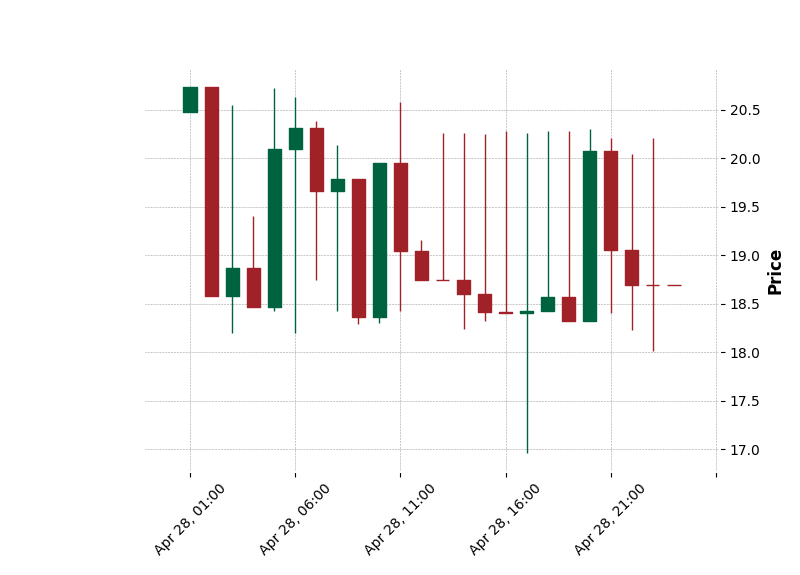 20.5
20.0
19.5
19.0
18.5
18.0
17.5
17.0
Price
Apr 28, 01:00
Apr 28, 06:00
Apr 28, 11:00
Apr 28, 16:00
Apr 28, 21:00